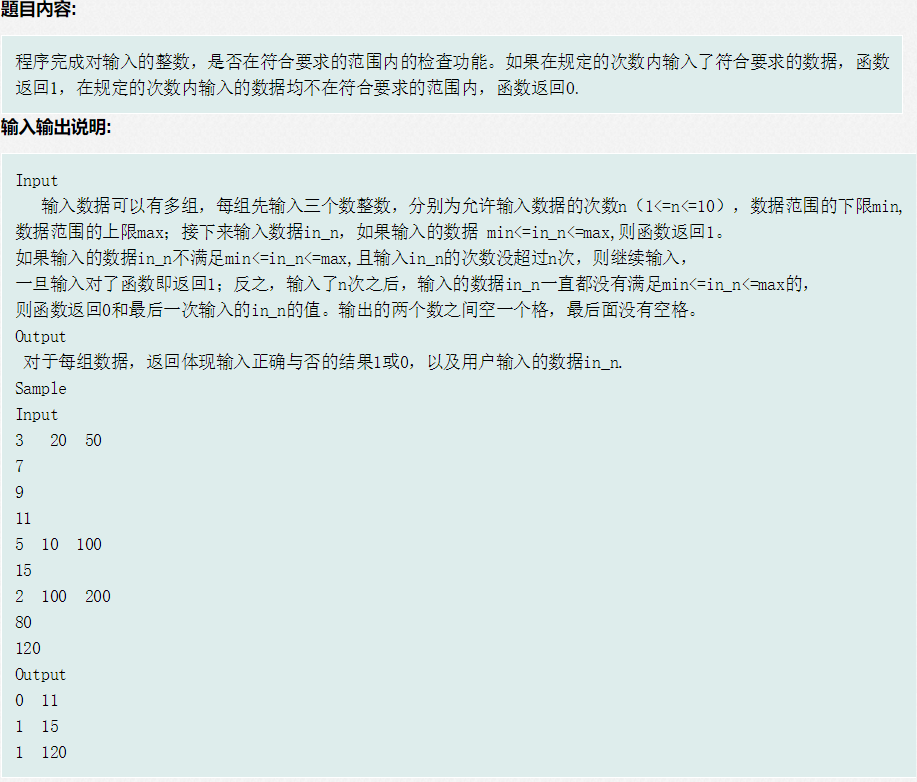 题目内容:
程序完成对输入的整数，是否在符合要求的范围内的检查功能。如果在规定的次数内输入了符合要求的数据，函数
返回1，在规定的次数内输入的数据均不在符合要求的范围内，函数返回0.
输入输出说明:
Input
输入数据可以有多组，每组先输入三个数整数，分别为允许输入数据的次数n（1<=n<=10），数据范围的下限min,
数据范围的上限max；接下来输入数据in_n，如果输入的数据 min<=in_n<=max,则函数返回1。
如果输入的数据in_n不满足min<=in_n<=max,且输入in_n的次数没超过n次，则继续输入，
一旦输入对了函数即返回1；反之，输入了n次之后，输入的数据in_n一直都没有满足min<=in_n<=max的，
则函数返回0和最后一次输入的in_n的值。输出的两个数之间空一个格，最后面没有空格。
Output
对于每组数据，返回体现输入正确与否的结果1或0，以及用户输入的数据in_n.
Sample
Input
3   20  50
7
9
11
5  10  100
15
2  100  200
80
120
Output
0  11
1  15
1  120